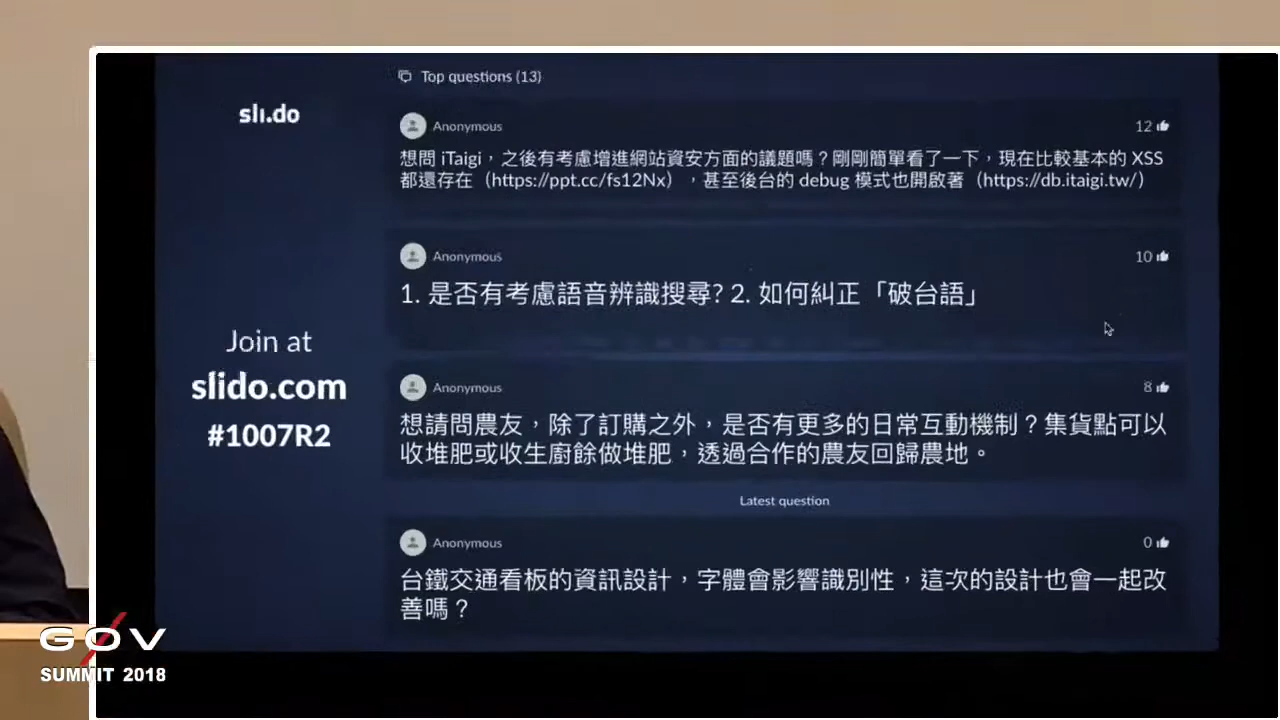 Top questions (13)
sli.do
Anonymous
12
想問 iTaigi，之後有考慮增進網站資安方面的議題嗎？剛剛簡單看了一下，現在比較基本的 XSS
都還存在（https://ppt.cc/fs12Nx），甚至後台的 debug 模式也開啟著（https://db.itaigi.tw/）
Anonymous
10
1. 是否有考慮語音辨識搜尋? 2. 如何糾正「破台語」
Join at
slido.com
#1007R2
Anonymous
8
想請問農友，除了訂購之外，是否有更多的日常互動機制？集貨點可以
收堆肥或收生廚餘做堆肥，透過合作的農友回歸農地。
Latest question
Anonymous
0
台鐵交通看板的資訊設計，字體會影響識別性，這次的設計也會一起改
善嗎？
G0V
SUMMIT 2018